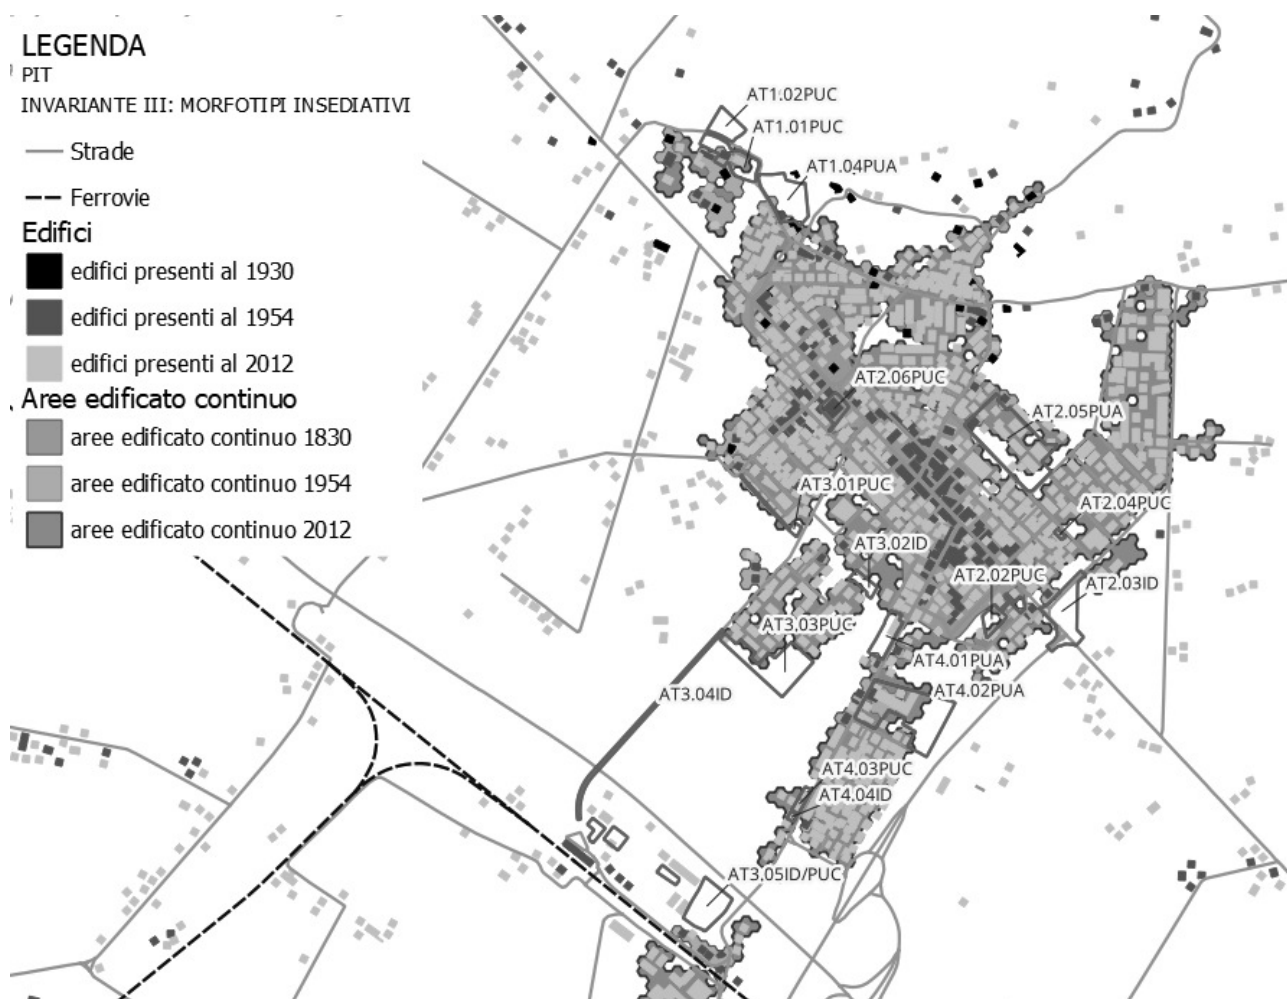 LEGENDA
PIT
INVARIANTE III: MORFOTIPI INSEDIATIVI
Strade
Ferrovie
Edifici
edifici presenti al 1930
edifici presenti al 1954
edifici presenti al 2012
Aree edificato continuo
aree edificato continuo 1830
aree edificato continuo 1954
aree edificato continuo 2012
AT1.02PUC
AT1.01PUC
AT1.04PUA
AT2.06PUC
AT2.05PUA
AT3.01PUC
AT2.04PUC
AT3.02ID
AT2.02PUC
AT2.03ID
AT3.03PUC
AT4.01PUA
AT3.04ID
AT4.02PUA
AT4.03PUC
AT4.04ID
AT3.05ID/PUC